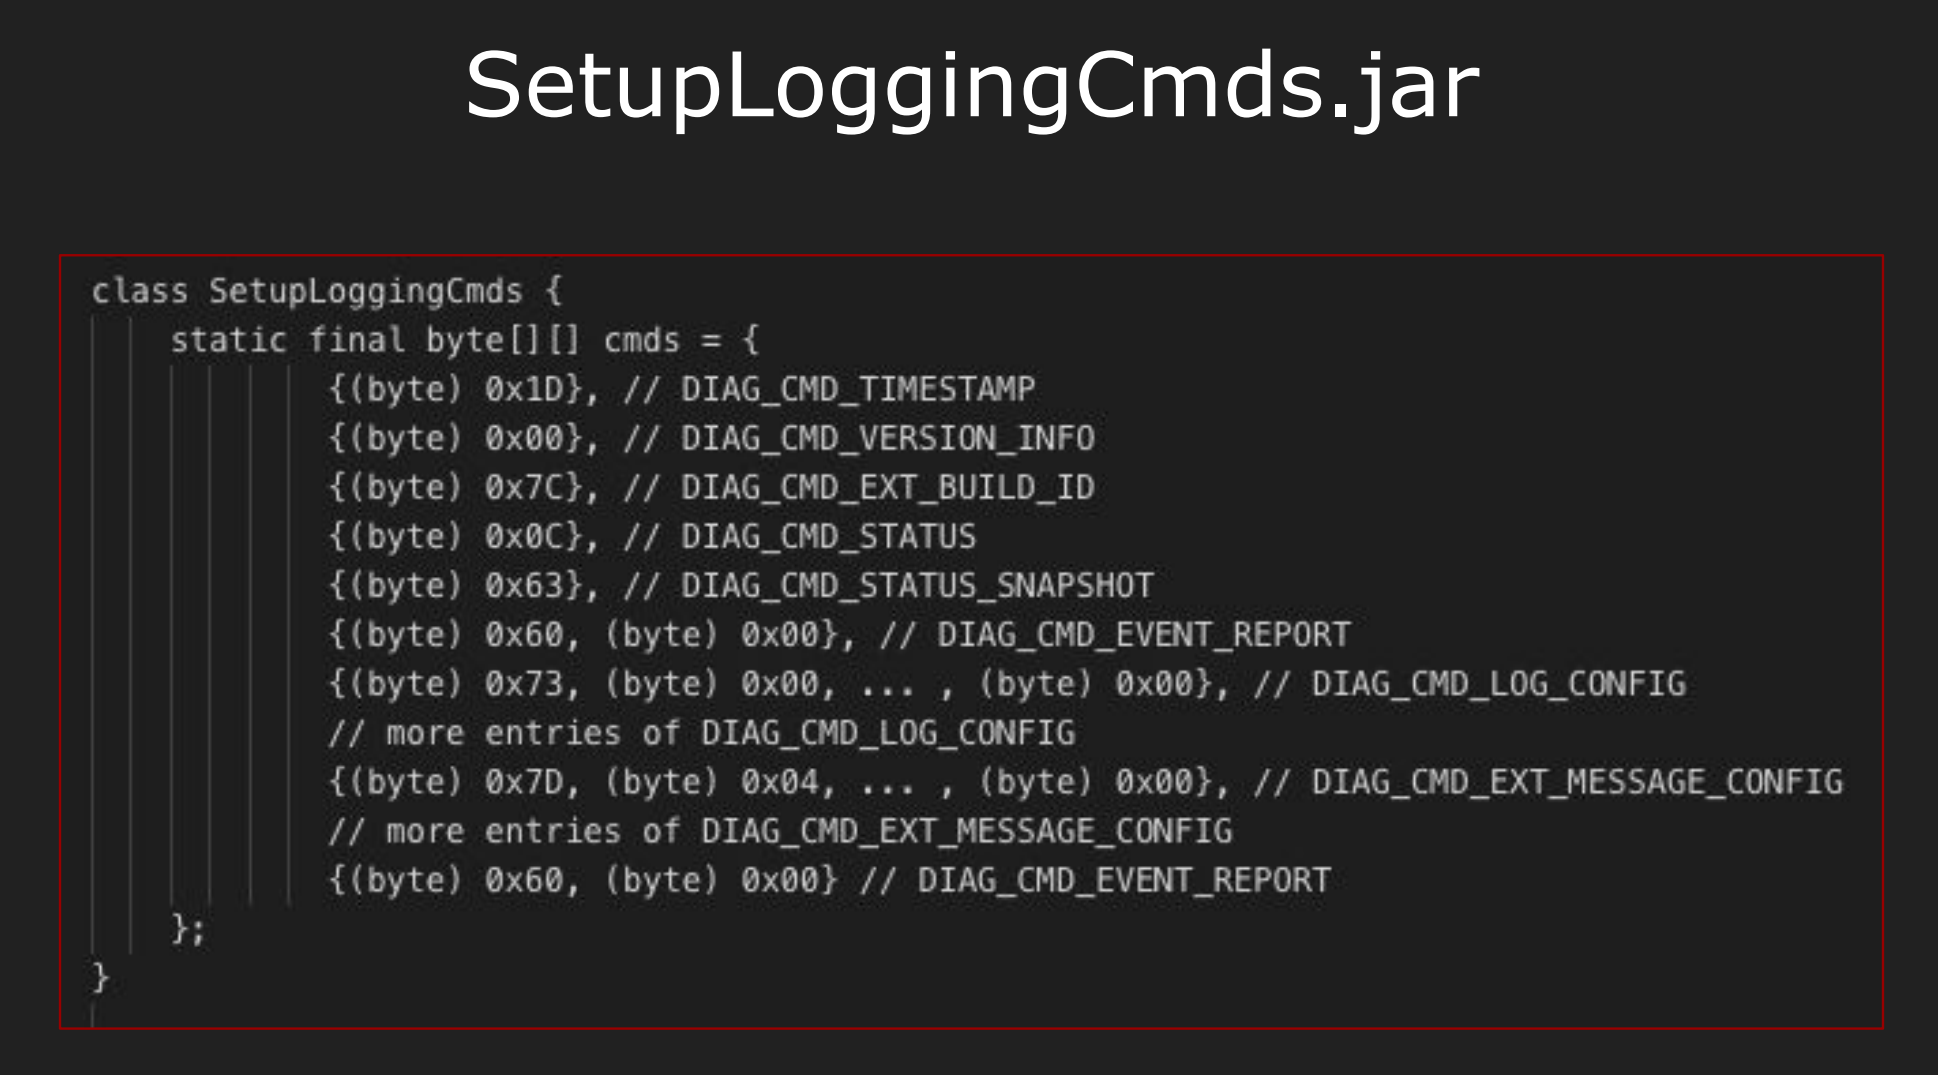 SetupLoggingCmds.jar
class SetupLoggingCmds {
static final byte[][] cmds = {
{(byte) 0x1D}, // DIAG_CMD_TIMESTAMP
{(byte) 0x00}, // DIAG_CMD_VERSION_INFO
{(byte) 0x7C}, // DIAG_CMD_EXT_BUILD_ID
{(byte) 0x0C}, // DIAG_CMD_STATUS
{(byte) 0x63}, // DIAG_CMD_STATUS_SNAPSHOT
{(byte) 0x60, (byte) 0x00}, // DIAG_CMD_EVENT_REPORT
{(byte) 0x73, (byte) 0x00, ... , (byte) 0x00}, // DIAG_CMD_LOG_CONFIG
// more entries of DIAG_CMD_LOG_CONFIG
{(byte) 0x7D, (byte) 0x04, ... , (byte) 0x00}, // DIAG_CMD_EXT_MESSAGE_CONFIG
// more entries of DIAG_CMD_EXT_MESSAGE_CONFIG
{(byte) 0x60, (byte) 0x00} // DIAG_CMD_EVENT_REPORT
};
}